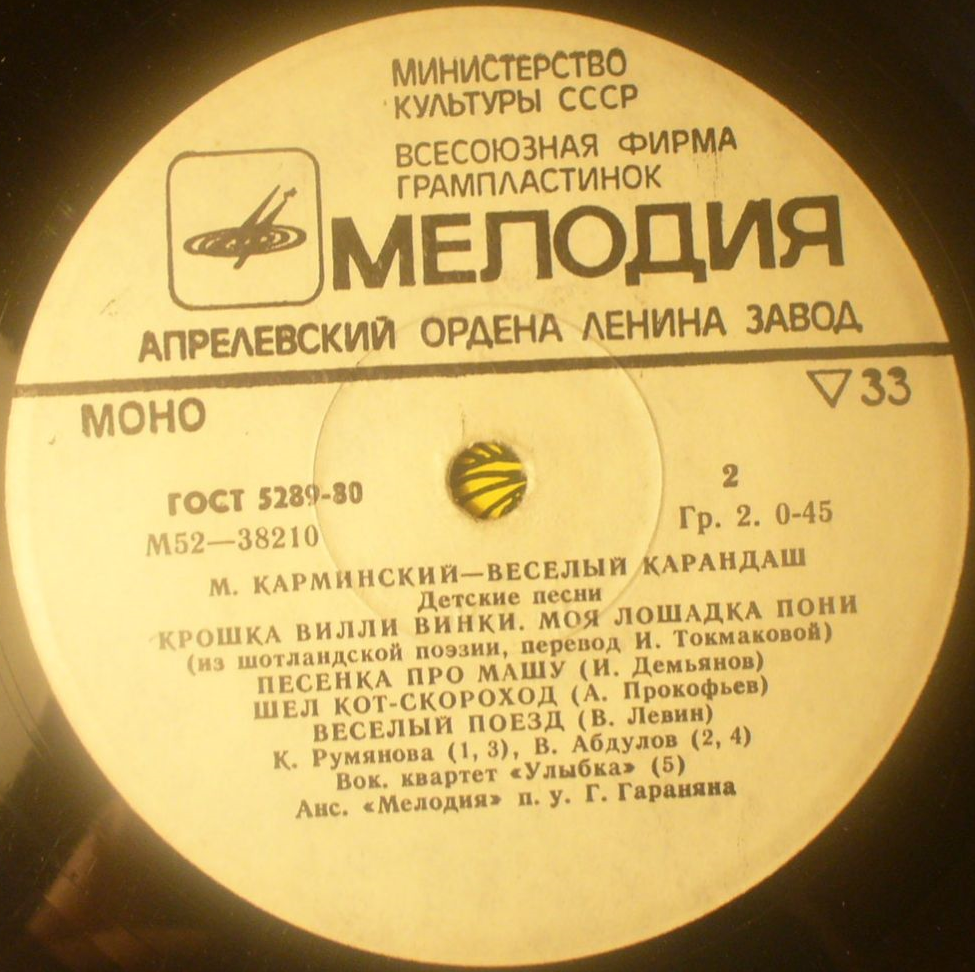 МИНИСТЕРСТВО
КУЛЬТУРЫ СССР
ВСЕСОЮЗНАЯ ФИРМА
ГРАМПЛАСТИНОК
МЕЛОДИЯ
АПРЕЛЕВСКИЙ ОРДЕНА ЛЕНИНА ЗАВОД
МОНО
▽33
ГОСТ 5289-80
2
М52—38210
Гр. 2. 0-45
М. КАРМИНСКИЙ—ВЕСЕЛЫЙ КАРАНДАШ
Детские песни
КРОШКА ВИЛЛИ ВИНКИ. МОЯ ЛОШАДКА ПОНИ
(из шотландской поэзии, перевод И. Токмаковой)
ПЕСЕНКА ПРО МАШУ (И. Демьянов)
ШЕЛ КОТ-СКОРОХОД (А. Прокофьев)
ВЕСЕЛЫЙ ПОЕЗД (В. Левин)
К. Румянова (1, 3), В. Абдулов (2, 4)
Вок. квартет «Улыбка» (5)
Анс. «Мелодия» п. у. Г. Гараняна